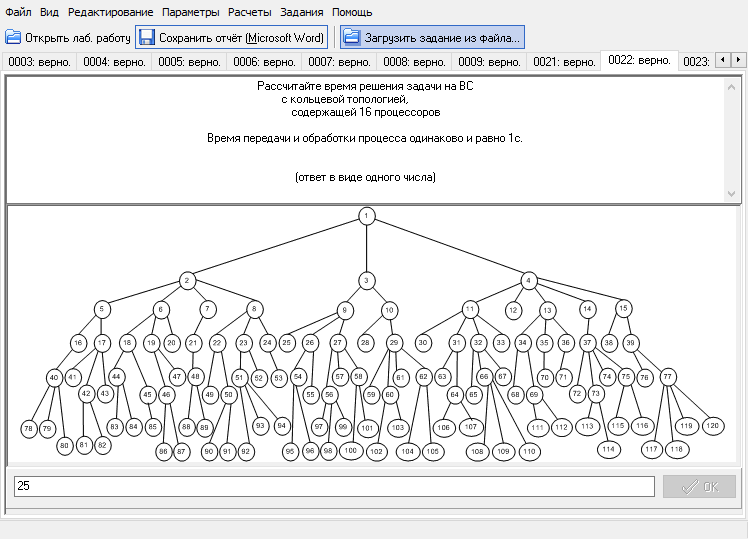 Файл Вид Редактирование Параметры Расчеты Задания Помощь
Открыть лаб. работу Сохранить отчёт (Microsoft Word) Загрузить задание из файла...
0003: верно. 0004: верно. 0005: верно. 0006: верно. 0007: верно. 0008: верно. 0009: верно. 0021: верно. 0022: верно. 0023:
Рассчитайте время решения задачи на ВС
с кольцевой топологией,
содержащей 16 процессоров
Время передачи и обработки процесса одинаково и равно 1с.
(ответ в виде одного числа)
1
2 3 4
5 6 7 8 9 10 11 12 13 14 15
16 17 18 19 20 21 22 23 24 25 26 27 28 29 30 31 32 33 34 35 36 37 38 39
40 41 44 47 48 51 52 53 54 57 58 61 62 63 66 67 70 71 74 75 76 77
42 43 45 46 49 50 55 56 59 60 64 65 68 69 72 73
78 79 83 84 85 88 89 93 94 97 99 101 103 106 107 111 112 113 115 116 119 120
80 81 82 86 87 90 91 92 95 96 98 100 102 104 105 108 109 110 114 117 118
25 OK